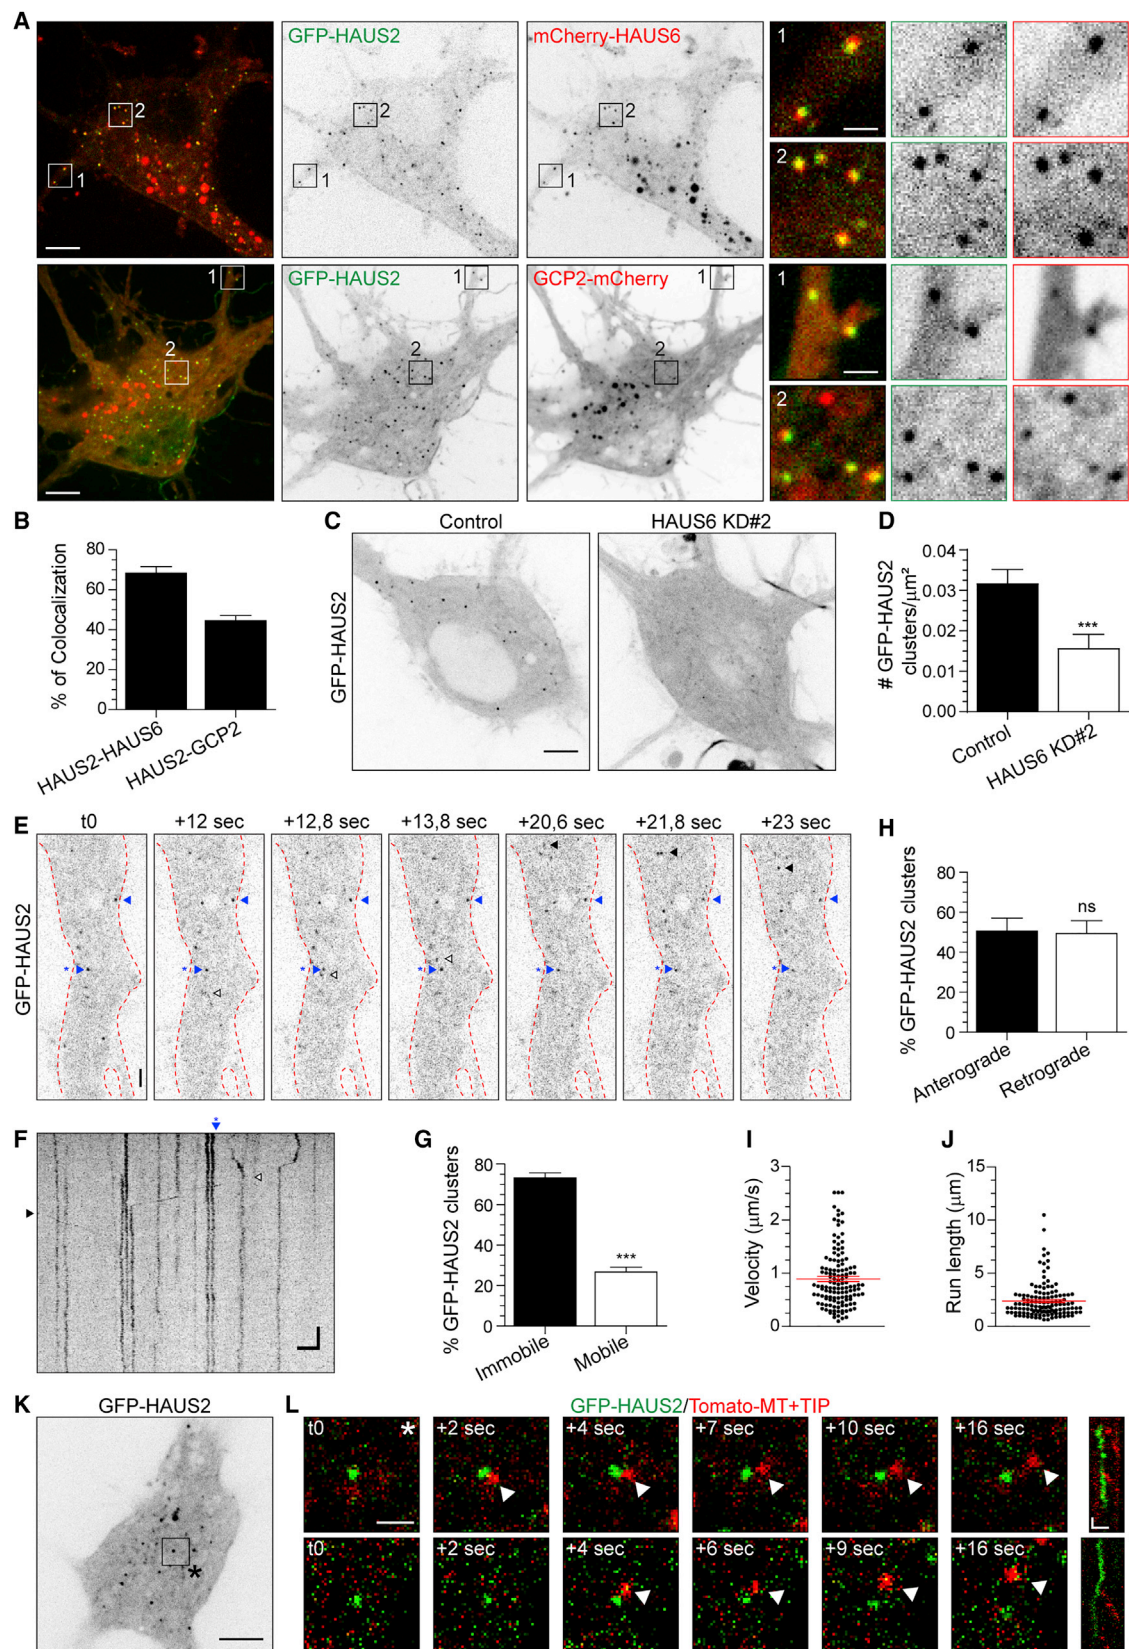 A
GFP-HAUS2
mCherry-HAUS6
1
2
2
2
1
1
2
GFP-HAUS2
GCP2-mCherry
1
1
1
2
2
2
B
% of Colocalization
80
60
40
20
0
HAUS2-HAUS6
HAUS2-GCP2
C
Control
HAUS6 KD#2
GFP-HAUS2
D
# GFP-HAUS2
clusters/µm²
0.04
0.03
0.02
0.01
0.00
***
Control
HAUS6 KD#2
E
t0
+12 sec
+12,8 sec
+13,8 sec
+20,6 sec
+21,8 sec
+23 sec
GFP-HAUS2
*
*
*
*
*
*
*
H
% GFP-HAUS2 clusters
80
60
40
20
0
ns
Anterograde
Retrograde
F
*
G
% GFP-HAUS2 clusters
80
60
40
20
0
***
Immobile
Mobile
I
Velocity (µm/s)
3
2
1
0
J
Run length (µm)
15
10
5
0
K
GFP-HAUS2
*
L
GFP-HAUS2/Tomato-MT+TIP
t0
*
+2 sec
+4 sec
+7 sec
+10 sec
+16 sec
t0
+2 sec
+4 sec
+6 sec
+9 sec
+16 sec